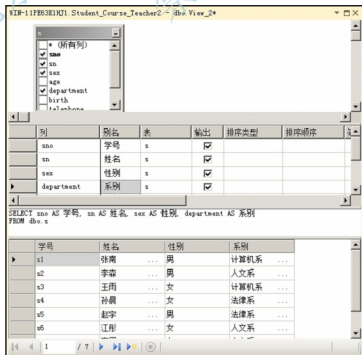 WIN-11PE63E1HJ1.Student_Course_Teacher2 - dbo.View_2*
s
* (所有列)
sno
sn
sex
age
department
birth
telephone
列 别名 表 输出 排序类型 排序顺序
sno 学号 s
sn 姓名 s
sex 性别 s
department 系别 s
SELECT sno AS 学号, sn AS 姓名, sex AS 性别, department AS 系别
FROM dbo.s
学号 姓名 性别 系别
s1 张南 ... 男 计算机系 ...
s2 李森 ... 男 人文系 ...
s3 王雨 ... 女 计算机系 ...
s4 孙晨 ... 女 法律系 ...
s5 赵宇 ... 男 法律系 ...
s6 江彤 ... 女 人文系 ...
1 / 7